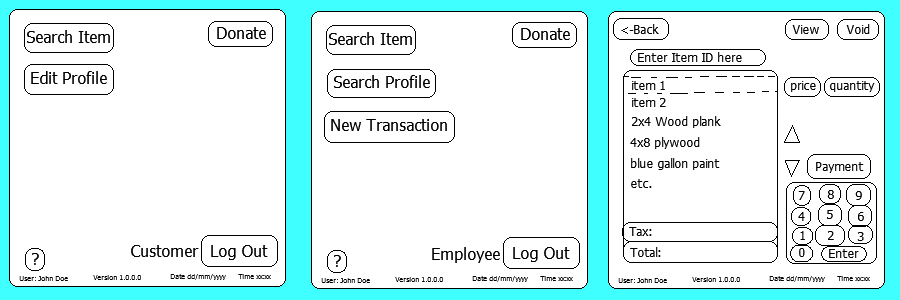 Search Item
Donate
Edit Profile
Customer
Log Out
?
User: John Doe
Version 1.0.0.0
Date dd/mm/yyyy
Time xx:xx
Search Item
Donate
Search Profile
New Transaction
Employee
Log Out
?
User: John Doe
Version 1.0.0.0
Date dd/mm/yyyy
Time xx:xx
<-Back
View
Void
Enter Item ID here
item 1
price
quantity
item 2
2x4 Wood plank
4x8 plywood
blue gallon paint
Payment
etc.
7 8 9
4 5 6
Tax:
1 2 3
Total:
0 Enter
User: John Doe
Version 1.0.0.0
Date dd/mm/yyyy
Time xx:xx